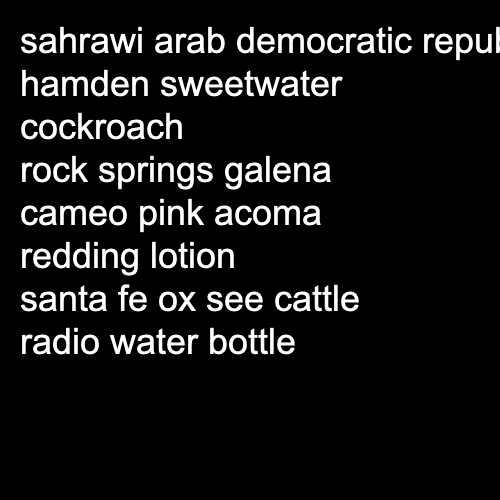 sahrawi arab democratic
hamden sweetwater
cockroach
rock springs galena
cameo pink acoma
redding lotion
santa fe ox see cattle
radio water bottle